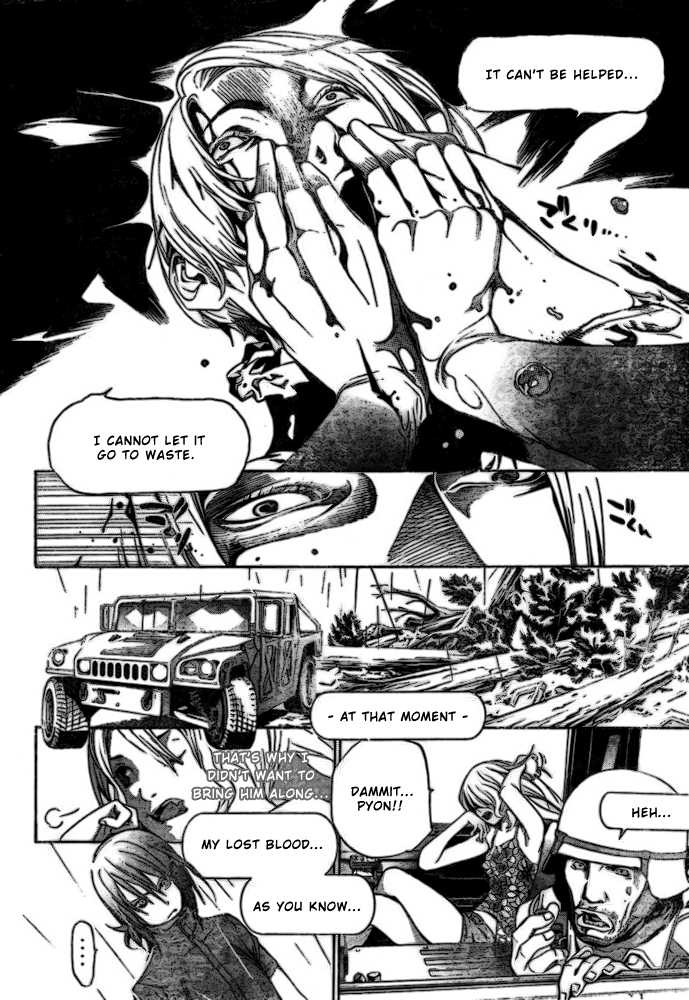 IT CAN'T BE HELPED...
I CANNOT LET IT
GO TO WASTE.
- AT THAT MOMENT -
THAT'S WHY I
DIDN'T WANT TO
BRING HIM ALONG...
DAMMIT...
PYON!!
HEH...
MY LOST BLOOD...
AS YOU KNOW...
....